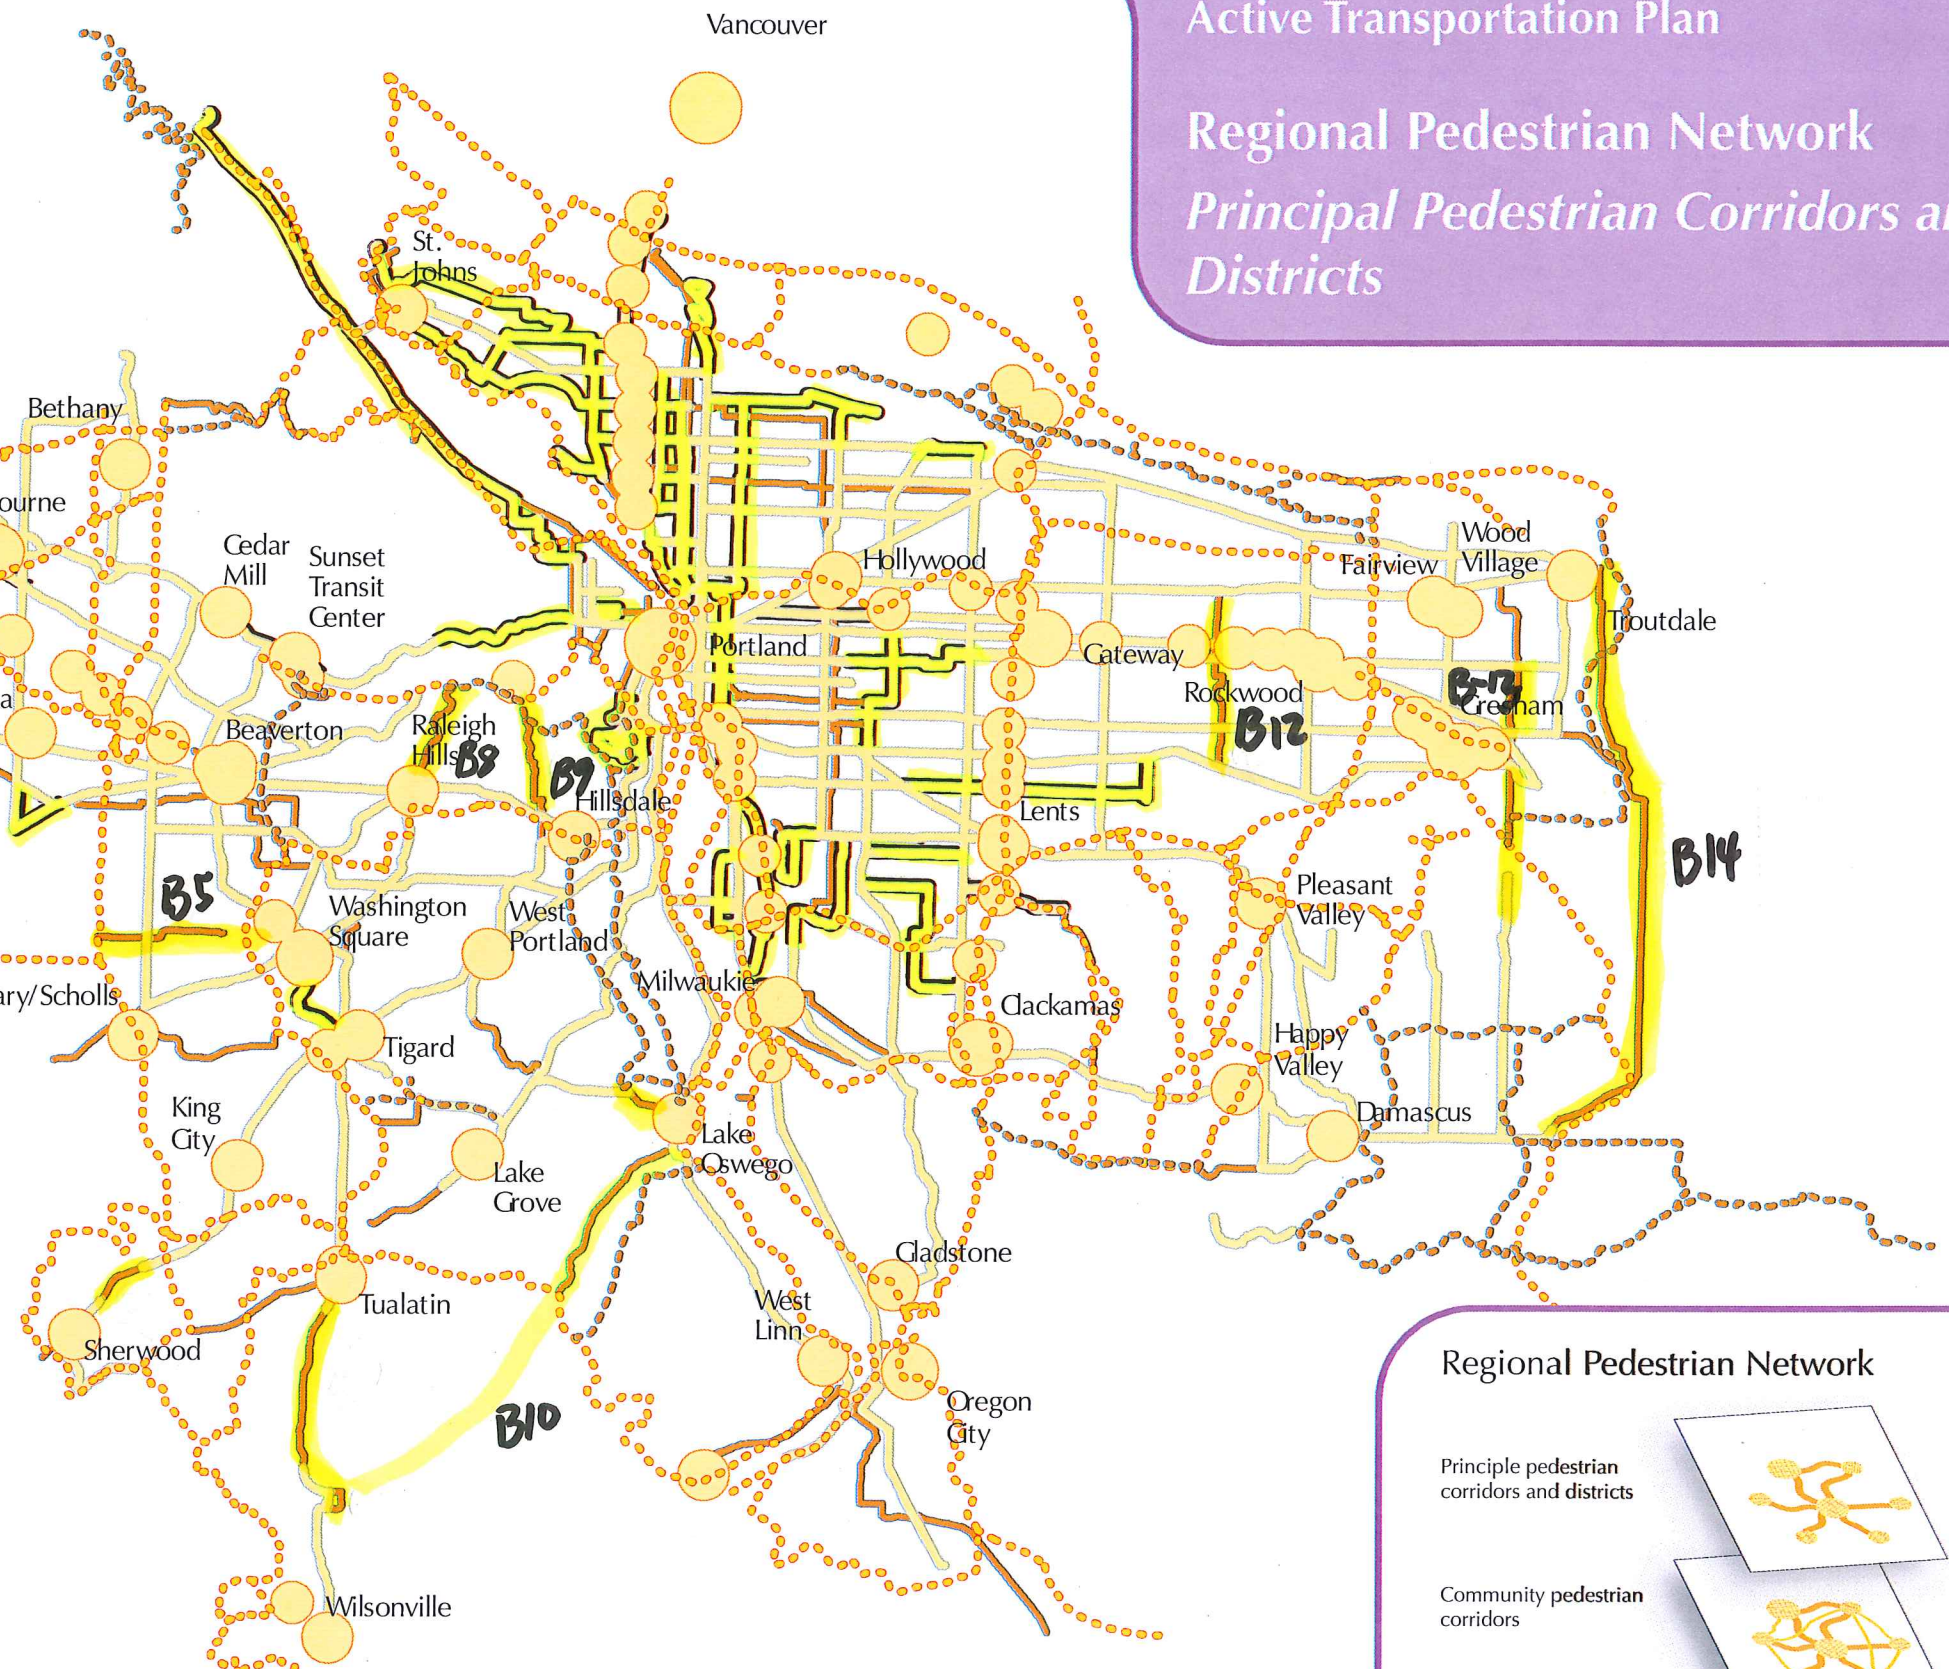 Vancouver
Active Transportation Plan
Regional Pedestrian Network
Principal Pedestrian Corridors a
Districts
St.
Johns
Bethany
ourne
Cedar
Mill
Sunset
Transit
Center
Hollywood
Wood
Village
Fairview
Troutdale
Portland
Gateway
Rockwood
B-13
Gresham
B12
a
Beaverton
Raleigh
Hills
B8
B9
Hillsdale
Lents
B14
B5
Washington
Square
West
Portland
Pleasant
Valley
ary/Scholls
Milwaukie
Clackamas
Happy
Valley
Tigard
King
City
Lake
Oswego
Damascus
Lake
Grove
Gladstone
Tualatin
West
Linn
Sherwood
B10
Oregon
City
Wilsonville
Regional Pedestrian Network
Principle pedestrian
corridors and districts
Community pedestrian
corridors